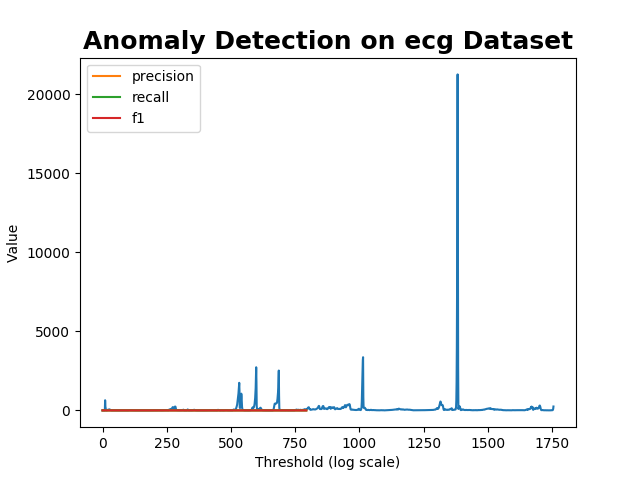 Anomaly Detection on ecg Dataset
precision
recall
f1
Value
20000
15000
10000
5000
0
0 250 500 750 1000 1250 1500 1750
Threshold (log scale)